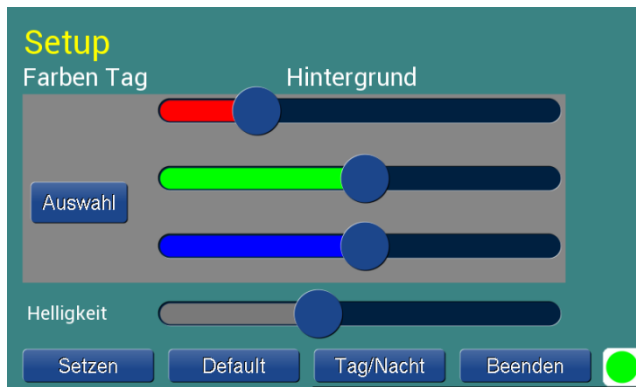 Setup
Farben Tag Hintergrund
Auswahl
Helligkeit
Setzen Default Tag/Nacht Beenden